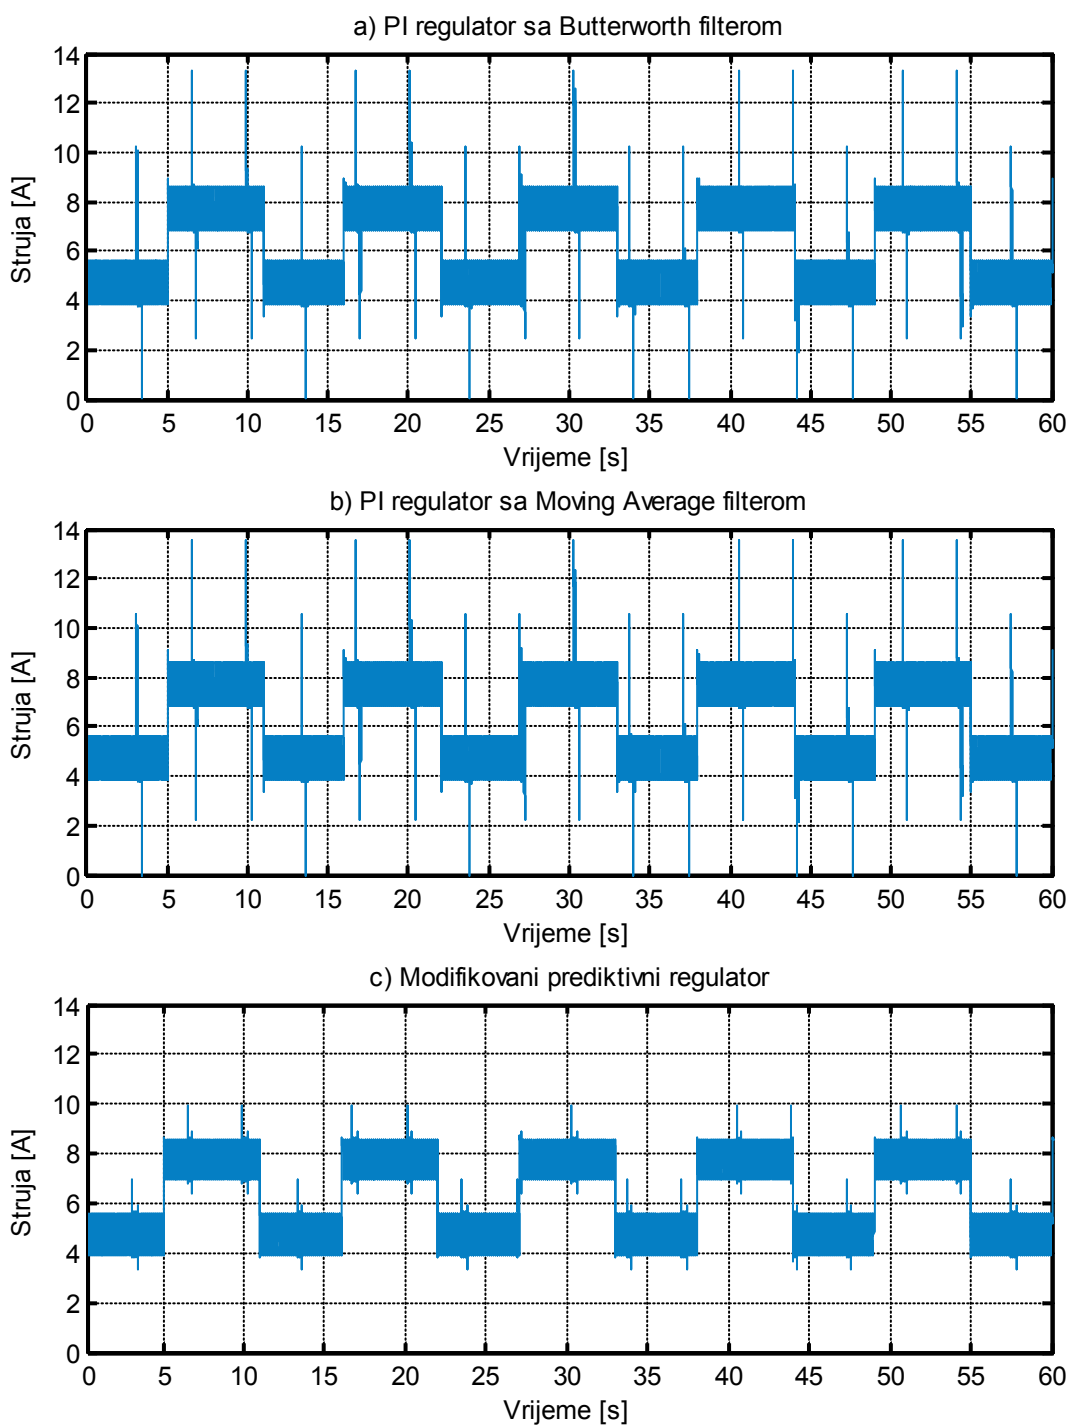 a) PI regulator sa Butterworth filterom
14
12
10
8
6
4
2
0
Struja [A]
0 5 10 15 20 25 30 35 40 45 50 55 60
Vrijeme [s]
b) PI regulator sa Moving Average filterom
14
12
10
8
6
4
2
0
Struja [A]
0 5 10 15 20 25 30 35 40 45 50 55 60
Vrijeme [s]
c) Modifikovani prediktivni regulator
14
12
10
8
6
4
2
0
Struja [A]
0 5 10 15 20 25 30 35 40 45 50 55 60
Vrijeme [s]